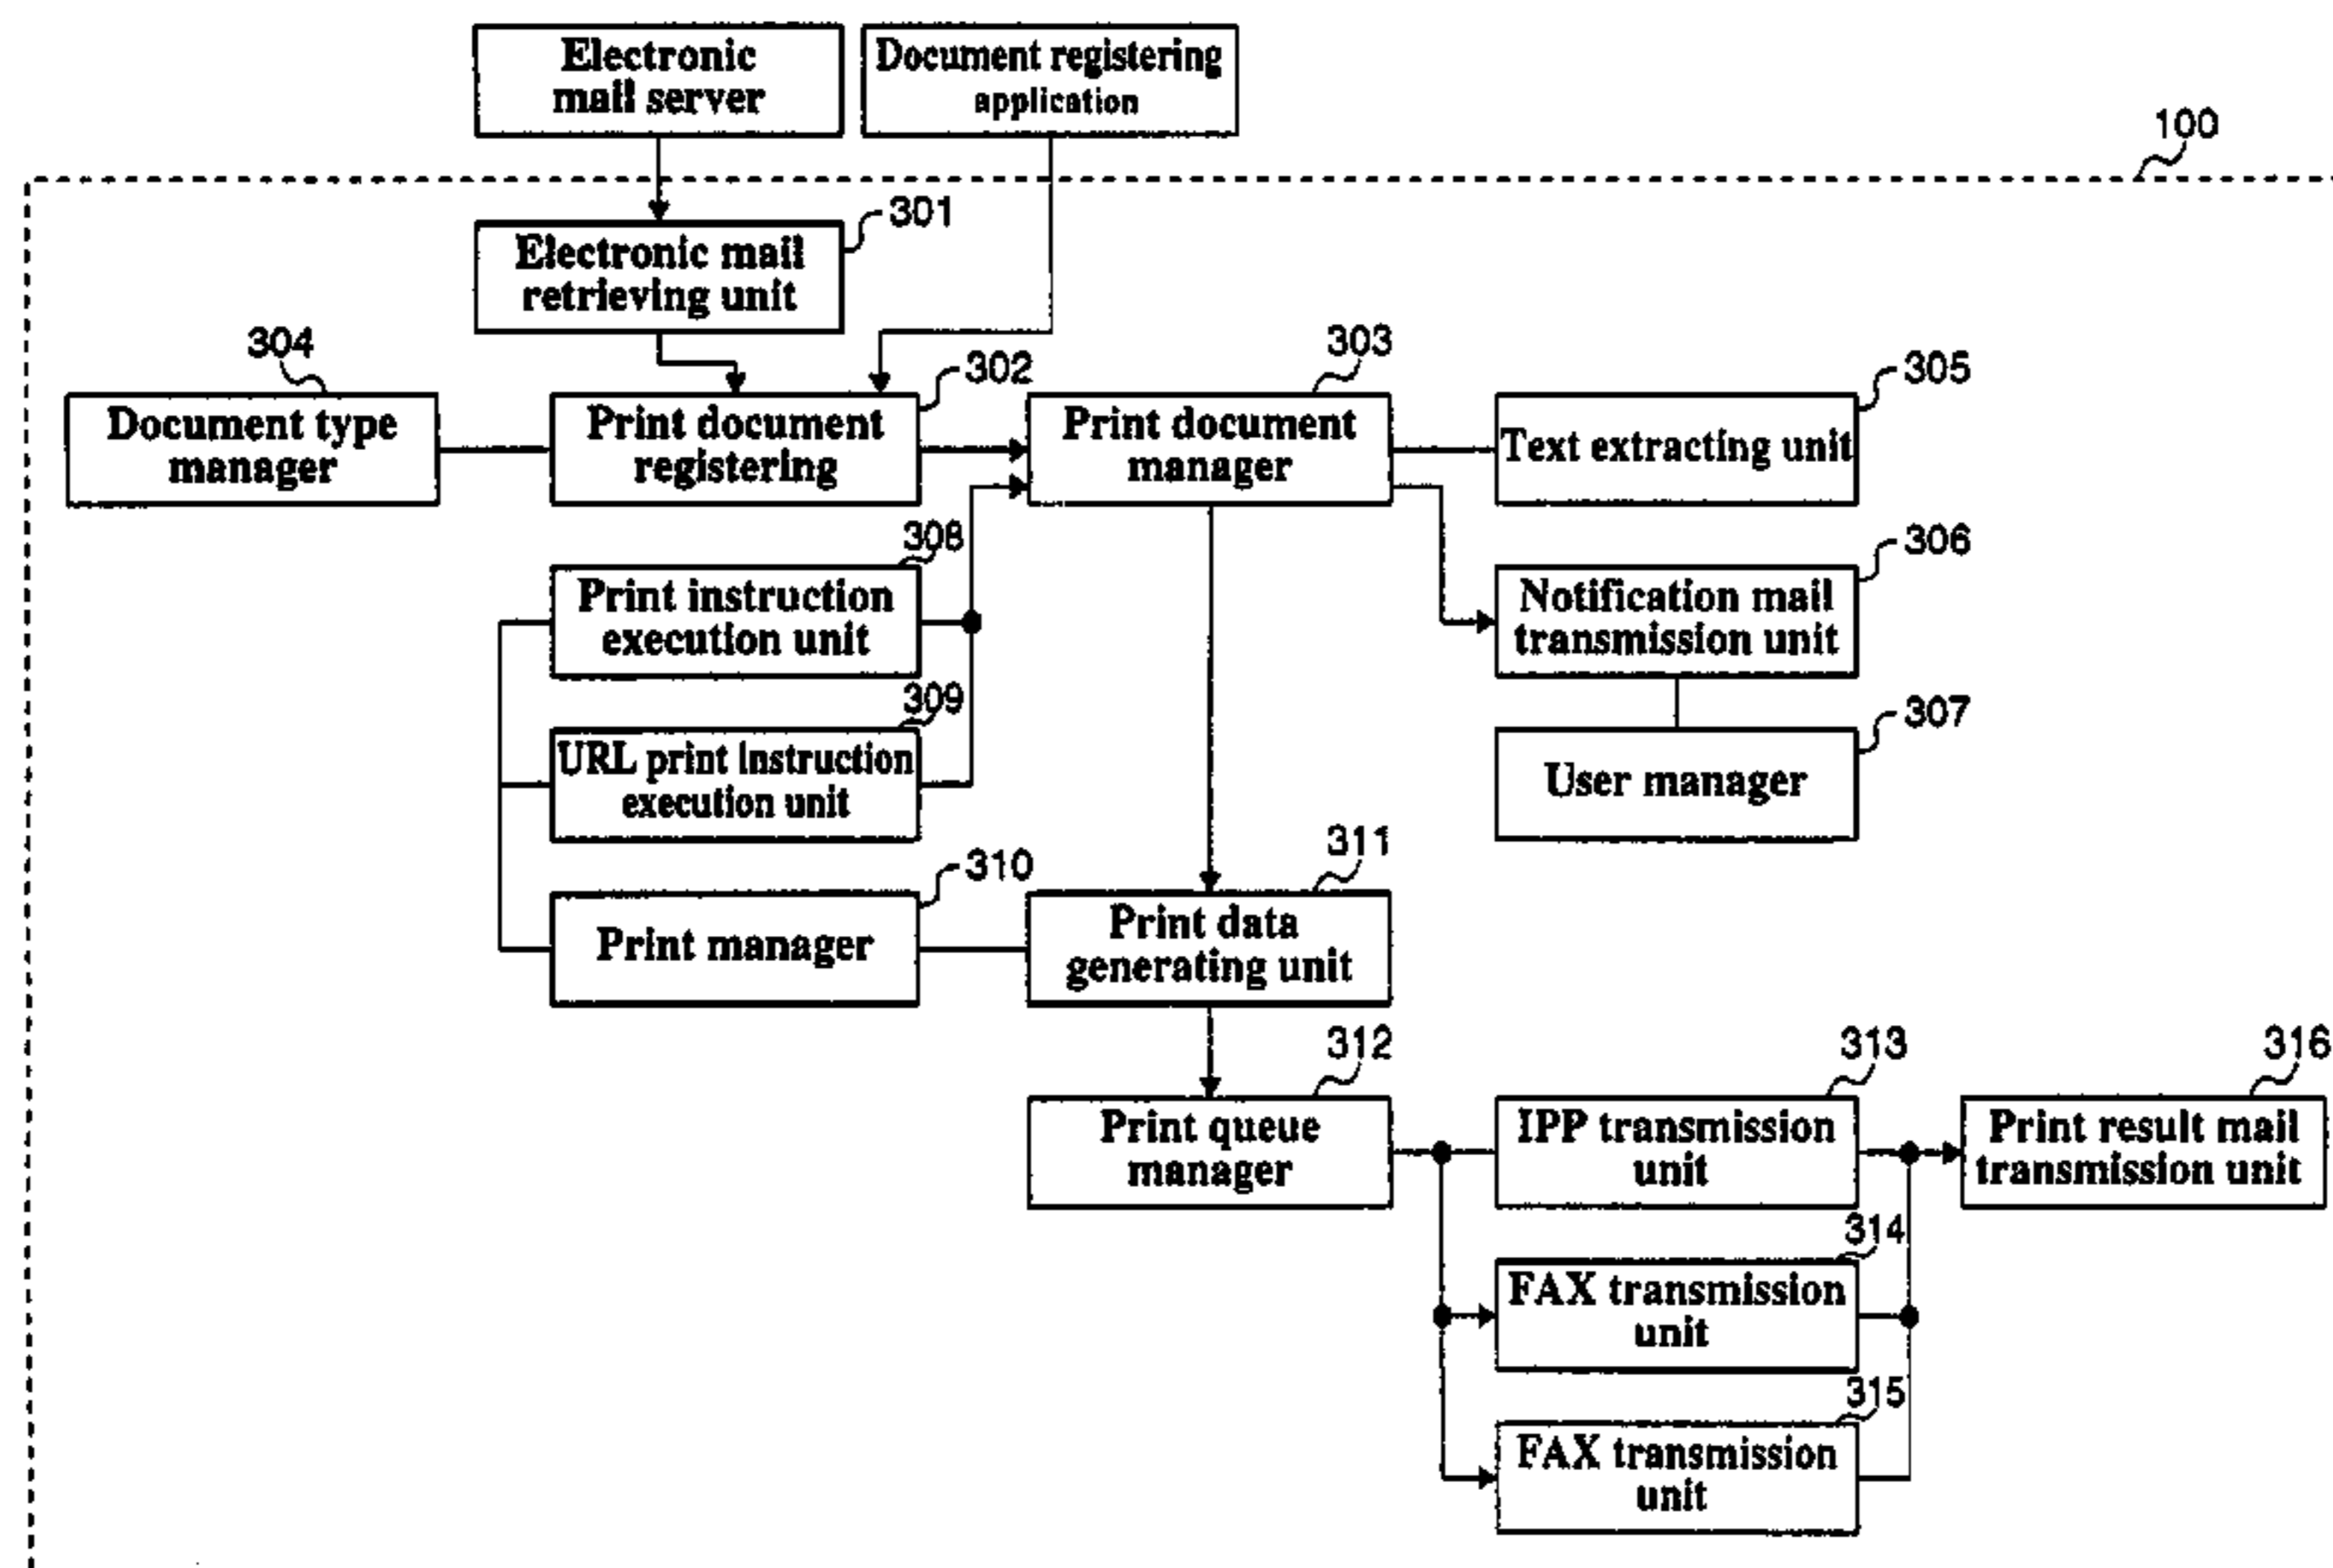 Electronic
mail server
Document registering
application
100
301
Electronic mail
retrieving unit
304
302
303
305
Document type
manager
Print document
registering
Print document
manager
Text extracting unit
308
306
Print instruction
execution unit
Notification mail
transmission unit
309
307
URL print instruction
execution unit
User manager
310
311
Print manager
Print data
generating unit
312
313
316
Print queue
manager
IPP transmission
unit
Print result mail
transmission unit
314
FAX transmission
unit
315
FAX transmission
unit